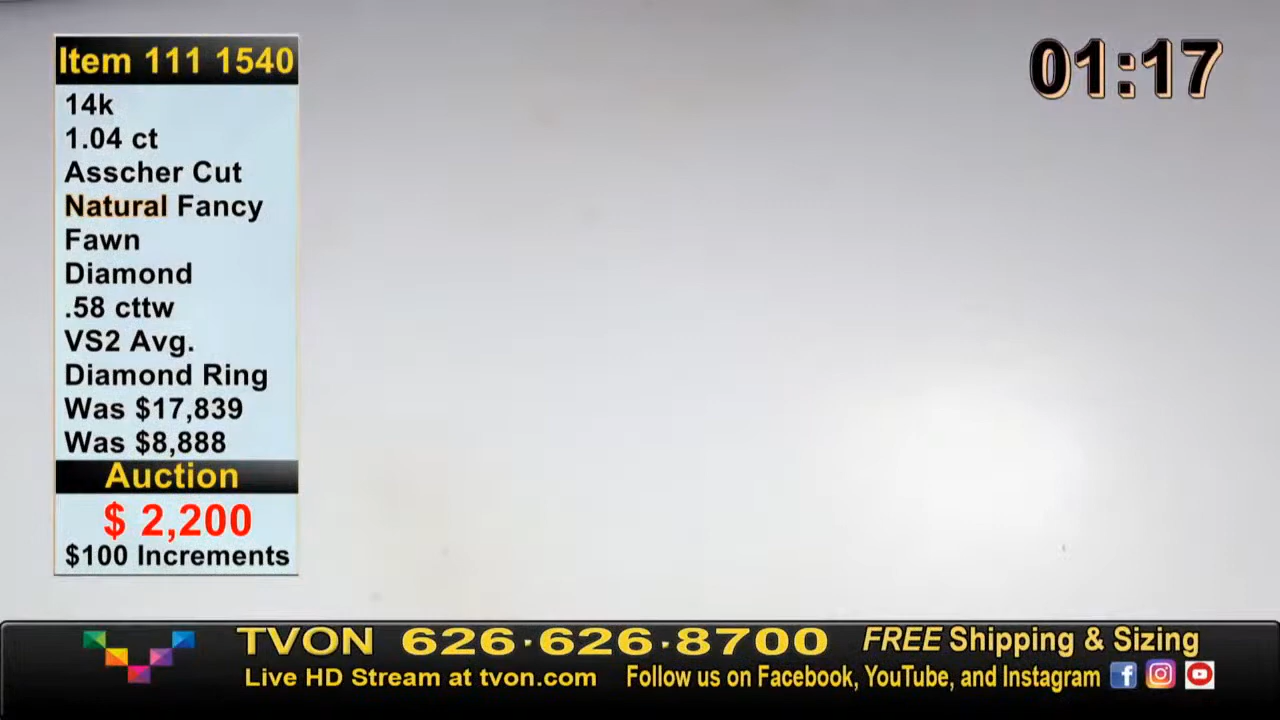 Item 111 1540
14k
1.04 ct
Asscher Cut
Natural Fancy
Fawn
Diamond
.58 cttw
VS2 Avg.
Diamond Ring
Was $17,839
Was $8,888
Auction
$ 2,200
$100 Increments
01:17
TVON 626·626·8700 FREE Shipping & Sizing
Live HD Stream at tvon.com Follow us on Facebook, YouTube, and Instagram